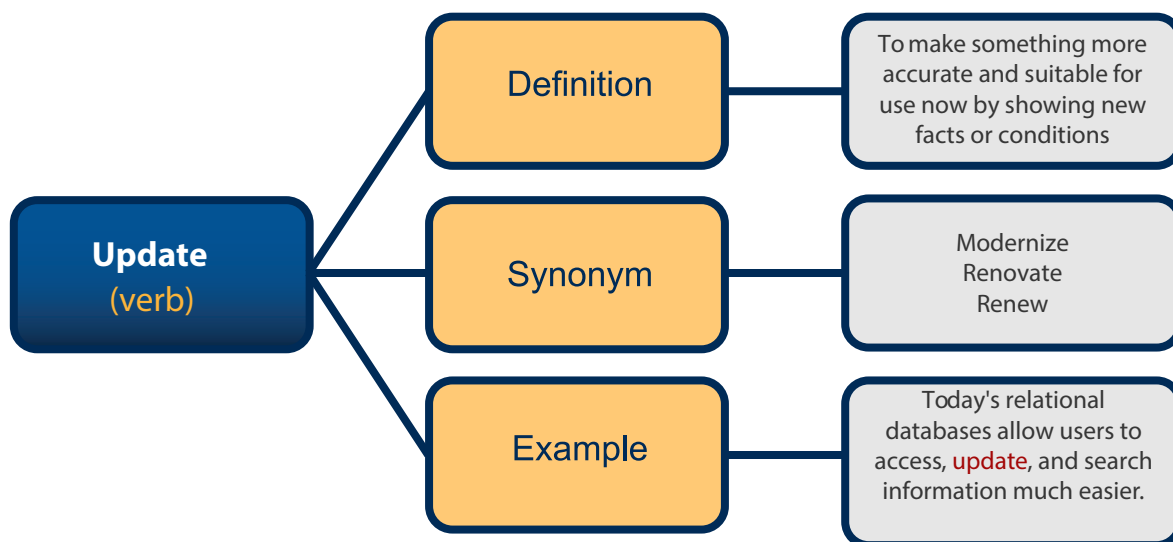 Update
(verb)
Definition
To make something more
accurate and suitable for
use now by showing new
facts or conditions
Synonym
Modernize
Renovate
Renew
Example
Today's relational
databases allow users to
access, update, and search
information much easier.